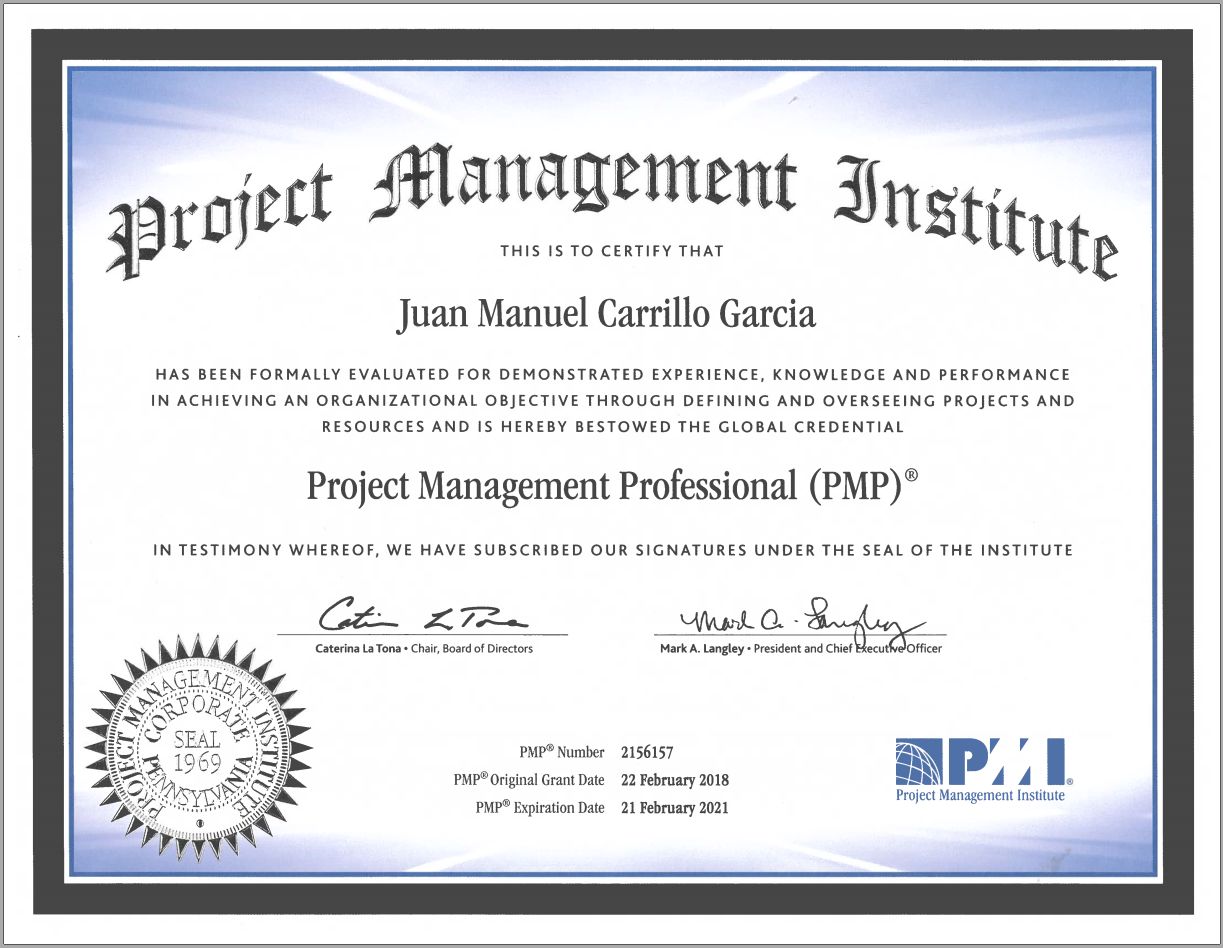 Project Management Institute
THIS IS TO CERTIFY THAT
Juan Manuel Carrillo Garcia
HAS BEEN FORMALLY EVALUATED FOR DEMONSTRATED EXPERIENCE, KNOWLEDGE AND PERFORMANCE
IN ACHIEVING AN ORGANIZATIONAL OBJECTIVE THROUGH DEFINING AND OVERSEEING PROJECTS AND
RESOURCES AND IS HEREBY BESTOWED THE GLOBAL CREDENTIAL
Project Management Professional (PMP)®
IN TESTIMONY WHEREOF, WE HAVE SUBSCRIBED OUR SIGNATURES UNDER THE SEAL OF THE INSTITUTE
Caterina La Tona • Chair, Board of Directors
Mark A. Langley • President and Chief Executive Officer
PROJECT MANAGEMENT INSTITUTE
CORPORATE
SEAL
1969
PENNSYLVANIA
PMP® Number 2156157
PMP® Original Grant Date 22 February 2018
PMP® Expiration Date 21 February 2021
PMI®
Project Management Institute